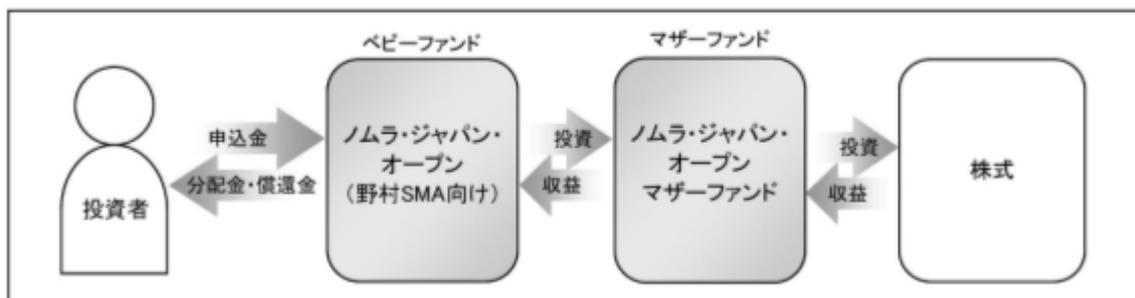 ベビーファンド
マザーファンド
投資者
申込金
分配金・償還金
ノムラ・ジャパン・
オープン
(野村SMA向け)
投資
収益
ノムラ・ジャパン・
オープン
マザーファンド
投資
収益
株式